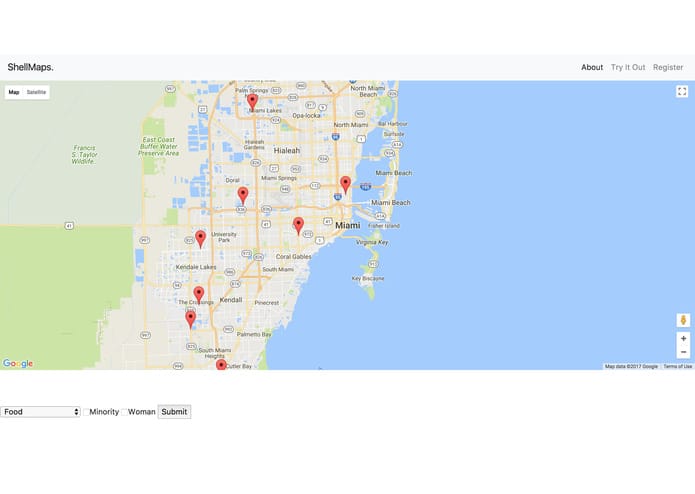 ShellMaps.
About Try It Out Register
Map Satellite
Palm Springs
North Miami Beach
Miami Lakes
Opa-locka
North Miami
Bal Harbour
Surfside
East Coast Buffer Water Preserve Area
Francis S. Taylor Wildlife...
Hialeah Gardens
Hialeah
Miami Springs
Doral
Miami Beach
Miami Beach
Miami
Fisher Island
University Park
Virginia Key
Coral Gables
Kendale Lakes
South Miami
Key Biscayne
The Crossings
Kendall
Pinecrest
Palmetto Bay
South Miami Heights
Cutler Bay
Google
Map data ©2017 Google Terms of Use
Food Minority Woman Submit